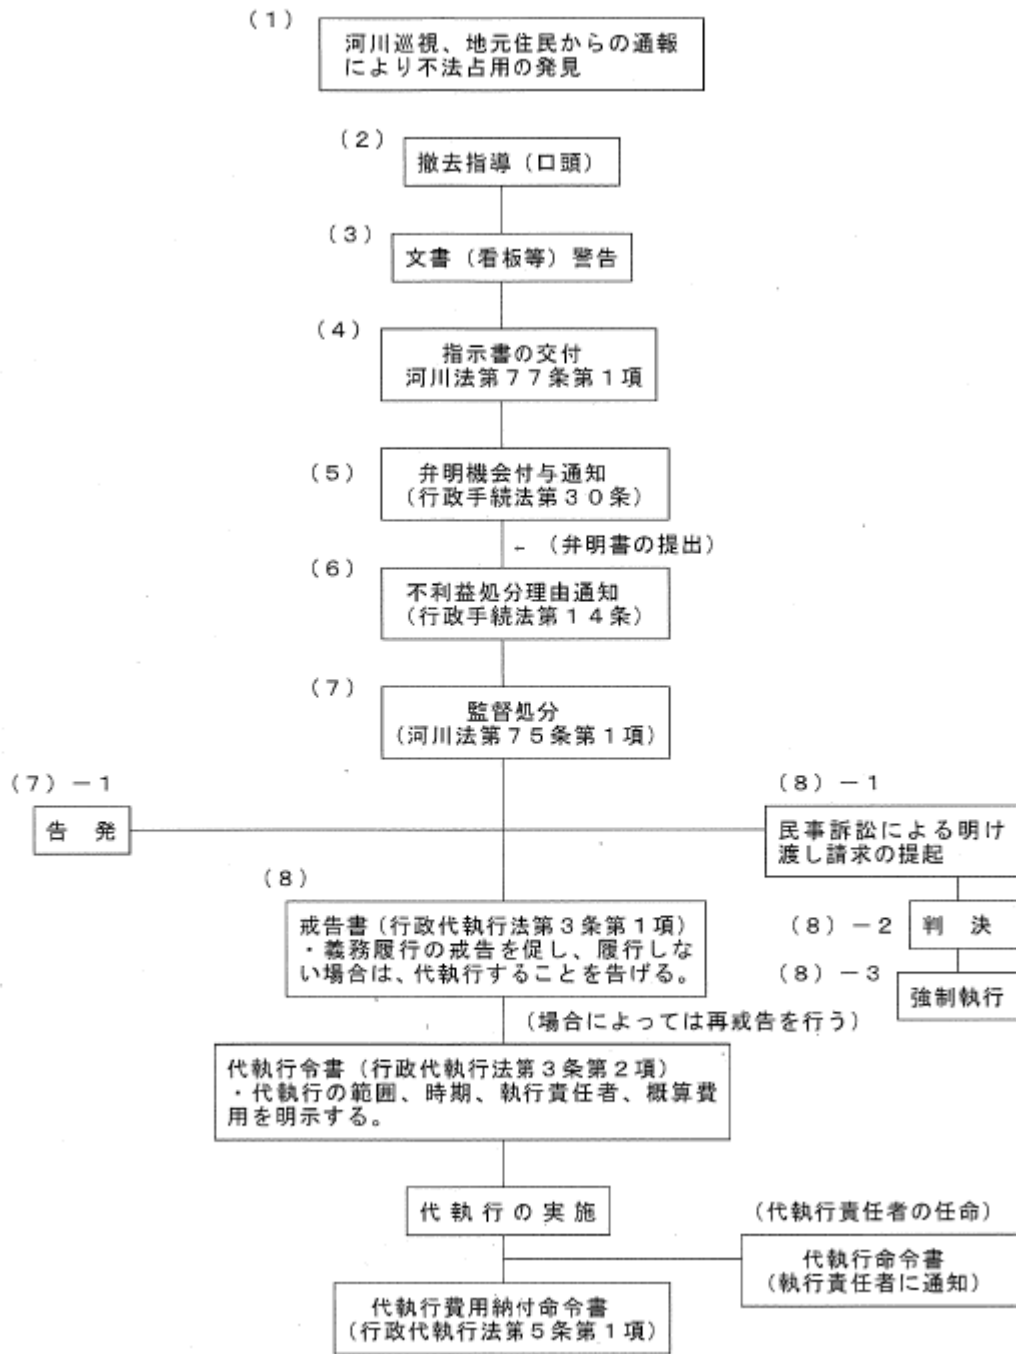 （１）
河川巡視、地元住民からの通報
により不法占用の発見
（２）
撤去指導（口頭）
（３）
文書（看板等）警告
（４）
指示書の交付
河川法第７７条第１項
（５）
弁明機会付与通知
（行政手続法第３０条）
← （弁明書の提出）
（６）
不利益処分理由通知
（行政手続法第１４条）
（７）
監督処分
（河川法第７５条第１項）
（７）－１
告　発
（８）－１
民事訴訟による明け
渡し請求の提起
（８）
戒告書（行政代執行法第３条第１項）
・義務履行の戒告を促し、履行しな
い場合は、代執行することを告げる。
（８）－２
判　決
（８）－３
強制執行
（場合によっては再戒告を行う）
代執行令書（行政代執行法第３条第２項）
・代執行の範囲、時期、執行責任者、概算費
用を明示する。
代執行の実施
（代執行責任者の任命）
代執行命令書
（執行責任者に通知）
代執行費用納付命令書
（行政代執行法第５条第１項）